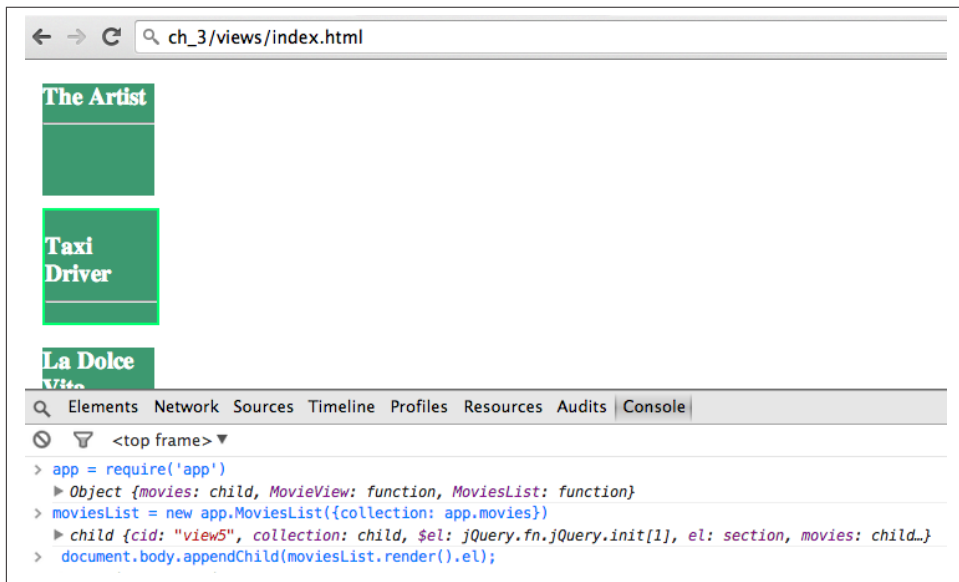 ch_3/views/index.html
The Artist
Taxi
Driver
La Dolce
Vita
Elements Network Sources Timeline Profiles Resources Audits Console
<top frame> ▼
> app = require('app')
▶ Object {movies: child, MovieView: function, MoviesList: function}
> moviesList = new app.MoviesList({collection: app.movies})
▶ child {cid: "view5", collection: child, $el: jQuery.fn.jQuery.init[1], el: section, movies: child…}
> document.body.appendChild(moviesList.render().el);